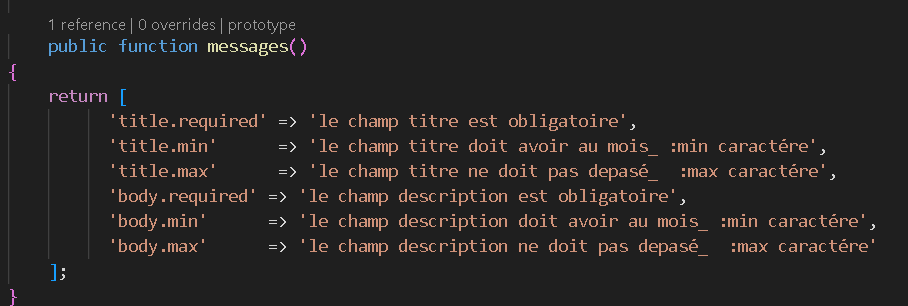 1 reference | 0 overrides | prototype
public function messages()
{
return [
'title.required' => 'le champ titre est obligatoire',
'title.min' => 'le champ titre doit avoir au mois_ :min caractére',
'title.max' => 'le champ titre ne doit pas depasé_ :max caractére',
'body.required' => 'le champ description est obligatoire',
'body.min' => 'le champ description doit avoir au mois_ :min caractére',
'body.max' => 'le champ description ne doit pas depasé_ :max caractére'
];
}